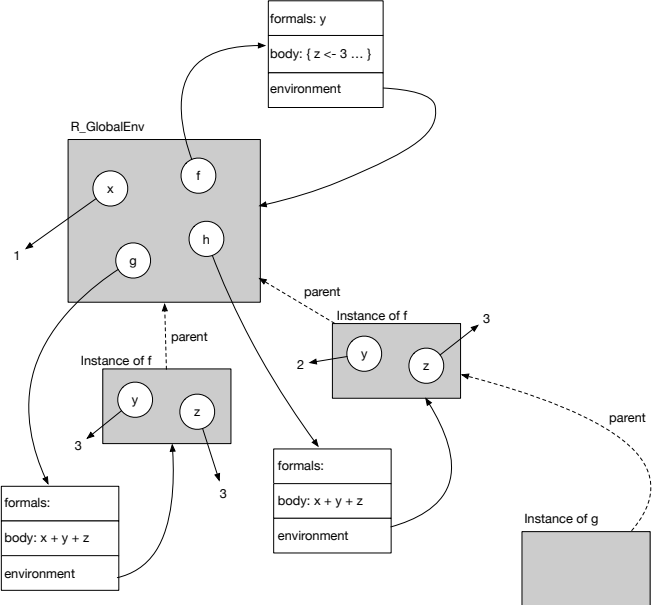 formals: y
body: { z <- 3 ... }
environment
R_GlobalEnv
x
f
1
g
h
parent
Instance of f
y
z
2
3
parent
Instance of f
y
z
3
3
parent
formals:
body: x + y + z
environment
formals:
body: x + y + z
environment
Instance of g